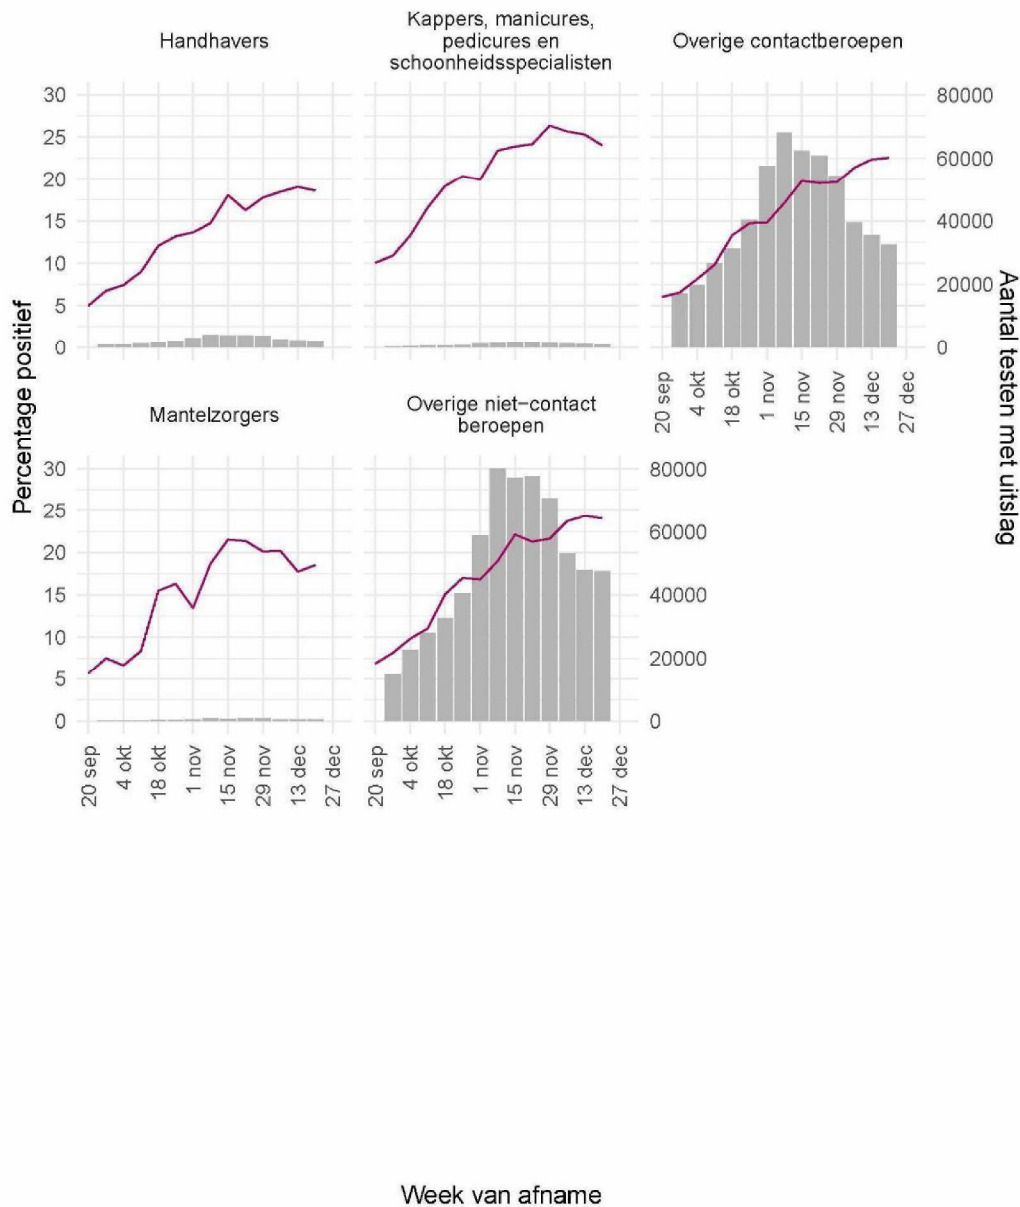 Handhavers
Kappers, manicures,
pedicures en
schoonheidsspecialisten
Overige contactberoepen
30
25
20
15
10
5
0
80000
60000
40000
20000
0
20 sep
4 okt
18 okt
1 nov
15 nov
29 nov
13 dec
27 dec
Percentage positief
Aantal testen met uitslag
Mantelzorgers
Overige niet−contact
beroepen
30
25
20
15
10
5
0
80000
60000
40000
20000
0
20 sep
4 okt
18 okt
1 nov
15 nov
29 nov
13 dec
27 dec
20 sep
4 okt
18 okt
1 nov
15 nov
29 nov
13 dec
27 dec
Week van afname